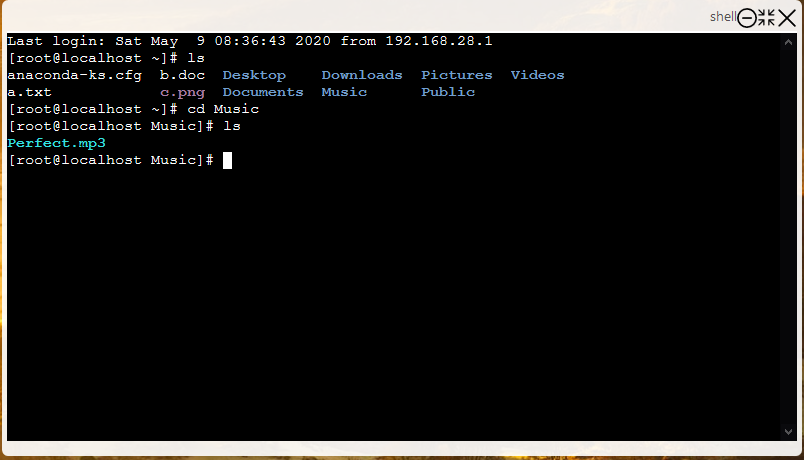 shell
Last login: Sat May  9 08:36:43 2020 from 192.168.28.1
[root@localhost ~]# ls
anaconda-ks.cfg  b.doc  Desktop    Downloads  Pictures  Videos
a.txt            c.png  Documents  Music      Public
[root@localhost ~]# cd Music
[root@localhost Music]# ls
Perfect.mp3
[root@localhost Music]#